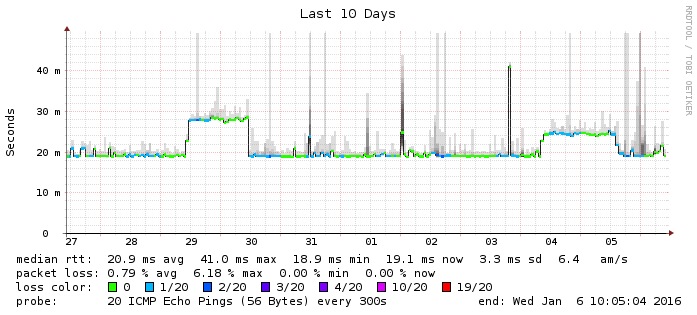 Last 10 Days
RRDTOOL / TOBI OETIKER
Seconds
40 m
30 m
20 m
10 m
0
27 28 29 30 31 01 02 03 04 05
median rtt: 20.9 ms avg 41.0 ms max 18.9 ms min 19.1 ms now 3.3 ms sd 6.4 am/s
packet loss: 0.79 % avg 6.18 % max 0.00 % min 0.00 % now
loss color: 0 1/20 2/20 3/20 4/20 10/20 19/20
probe: 20 ICMP Echo Pings (56 Bytes) every 300s end: Wed Jan 6 10:05:04 2016